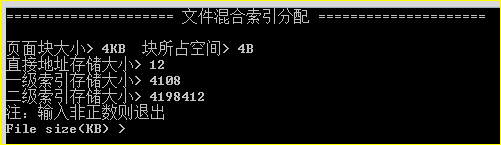 ===================== 文件混合索引分配 =====================
页面块大小> 4KB 块所占空间> 4B
直接地址存储大小> 12
一级索引存储大小> 4108
二级索引存储大小> 4198412
注：输入非正数则退出
File size(KB) >